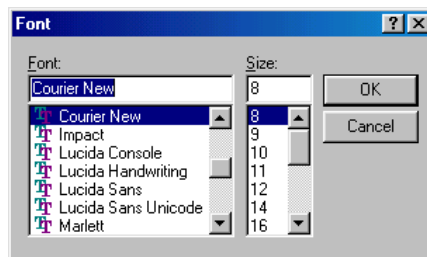 Font
Font: Size:
Courier New 8 OK
Courier New 8 Cancel
Impact 9
Lucida Console 10
Lucida Handwriting 11
Lucida Sans 12
Lucida Sans Unicode 14
Marlett 16